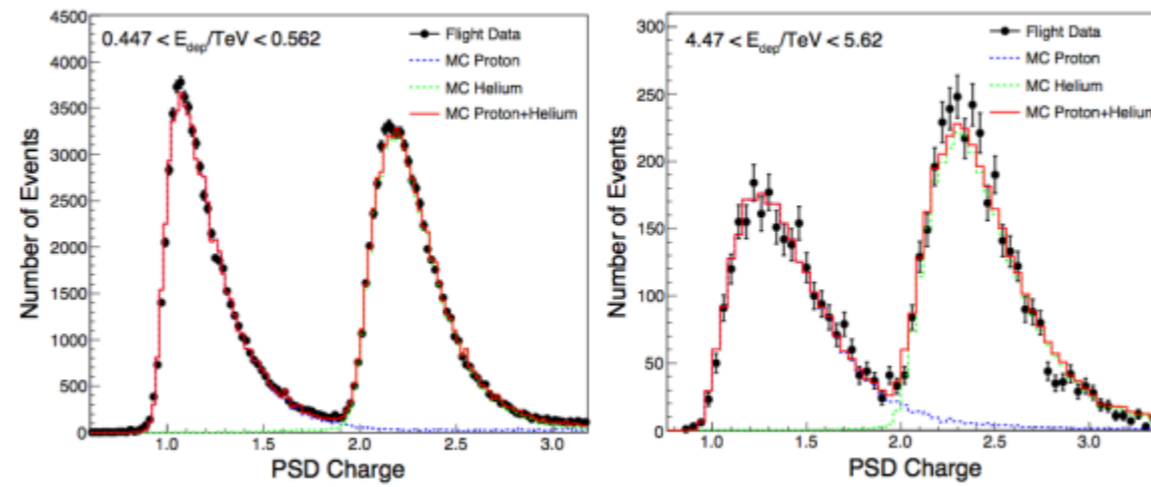 0.447 < E_dep/TeV < 0.562
Flight Data
MC Proton
MC Helium
MC Proton+Helium
Number of Events
4500
4000
3500
3000
2500
2000
1500
1000
500
0
1.0 1.5 2.0 2.5 3.0
PSD Charge
4.47 < E_dep/TeV < 5.62
Flight Data
MC Proton
MC Helium
MC Proton+Helium
Number of Events
300
250
200
150
100
50
0
1.0 1.5 2.0 2.5 3.0
PSD Charge